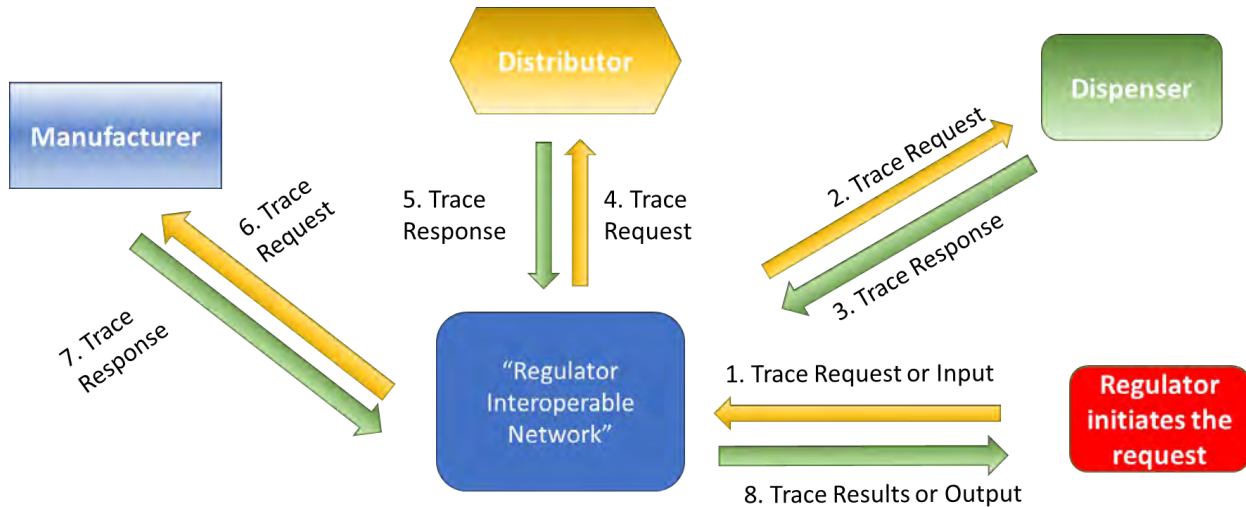 Distributor
Dispenser
Manufacturer
2. Trace Request
3. Trace Response
6. Trace
Request
5. Trace
Response
4. Trace
Request
7. Trace
Response
“Regulator
Interoperable
Network”
1. Trace Request or Input
Regulator
initiates the
request
8. Trace Results or Output